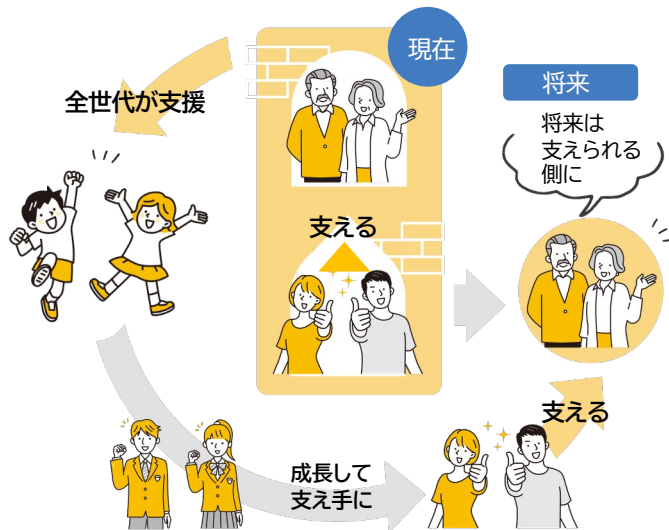 現在
全世代が支援
支える
将来
将来は
支えられる
側に
支える
成長して
支え手に